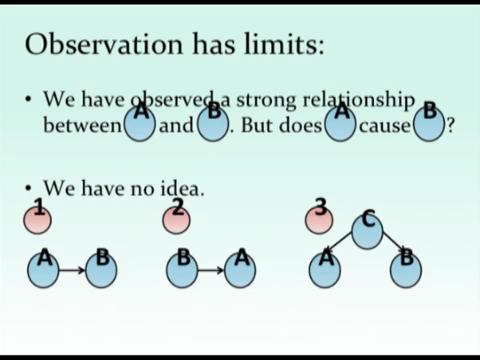 Observation has limits:
• We have observed a strong relationship
between A and B. But does A cause B?
• We have no idea.
1 2 3
C
A B B A A B